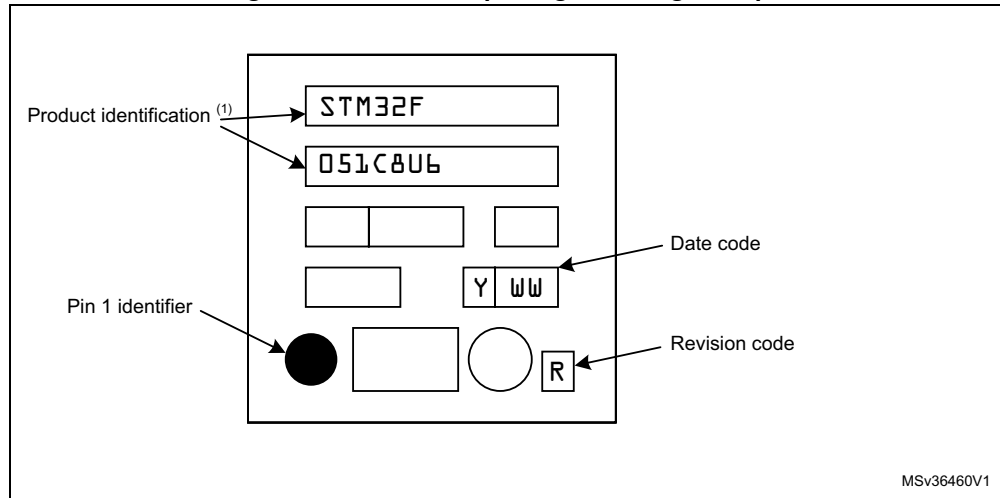 Product identification (1)
STM32F
051C8U6
Date code
Y WW
Pin 1 identifier
Revision code
R
MSv36460V1